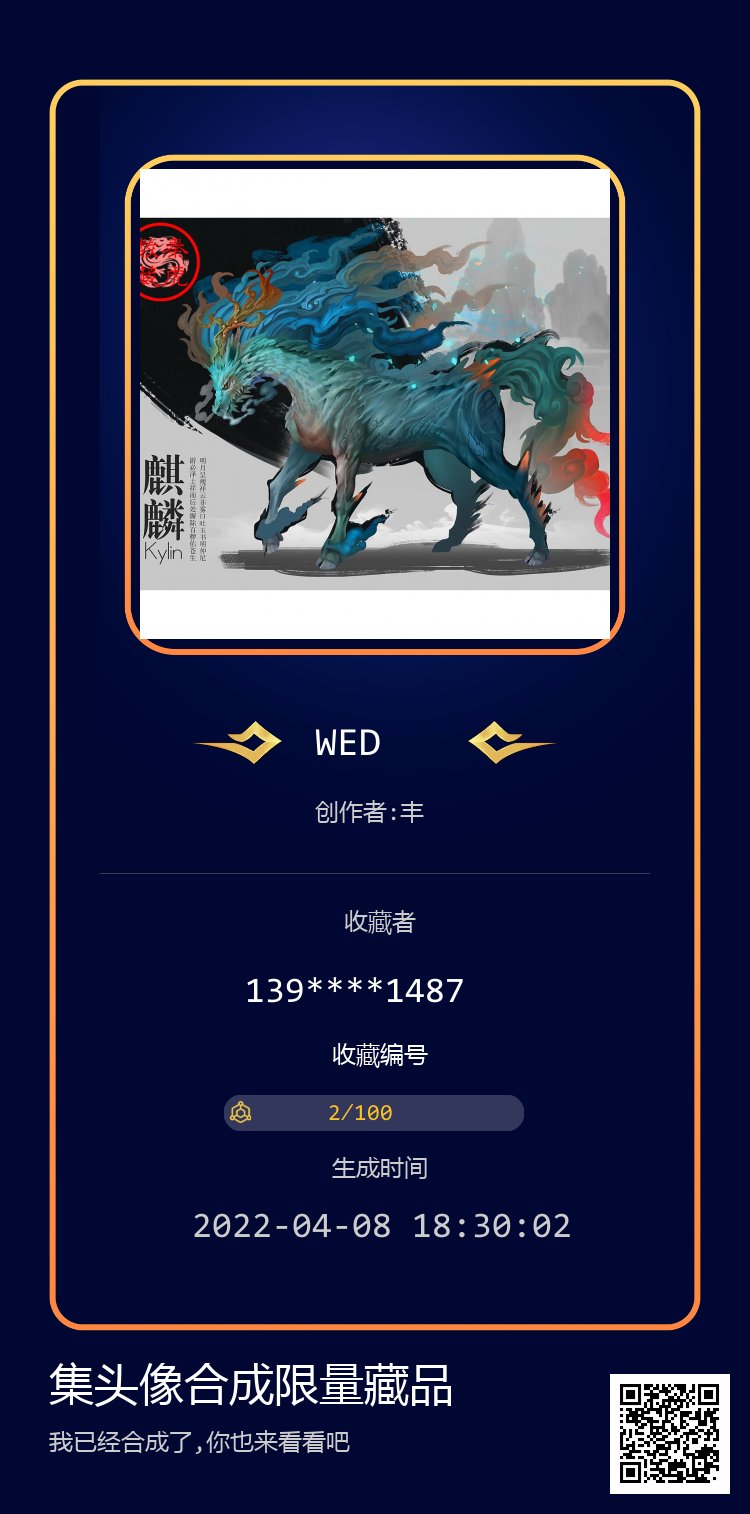 麒
麟
Kylin
WED
创作者:丰
收藏者
139****1487
收藏编号
2/100
生成时间
2022-04-08 18:30:02
集头像合成限量藏品
我已经合成了,你也来看看吧